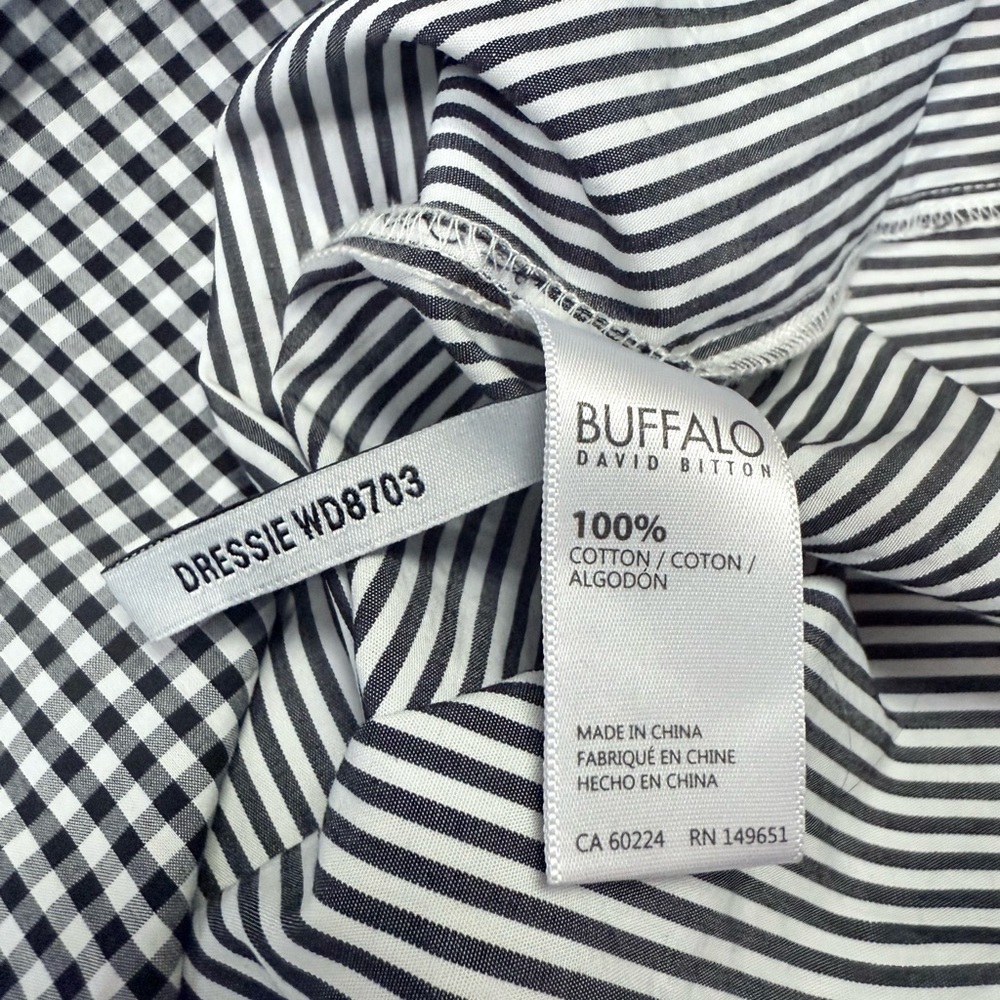 DRESSIE WD8703
BUFFALO
DAVID BITTON
100%
COTTON / COTON /
ALGODÓN
MADE IN CHINA
FABRIQUÉ EN CHINE
HECHO EN CHINA
CA 60224 RN 149651